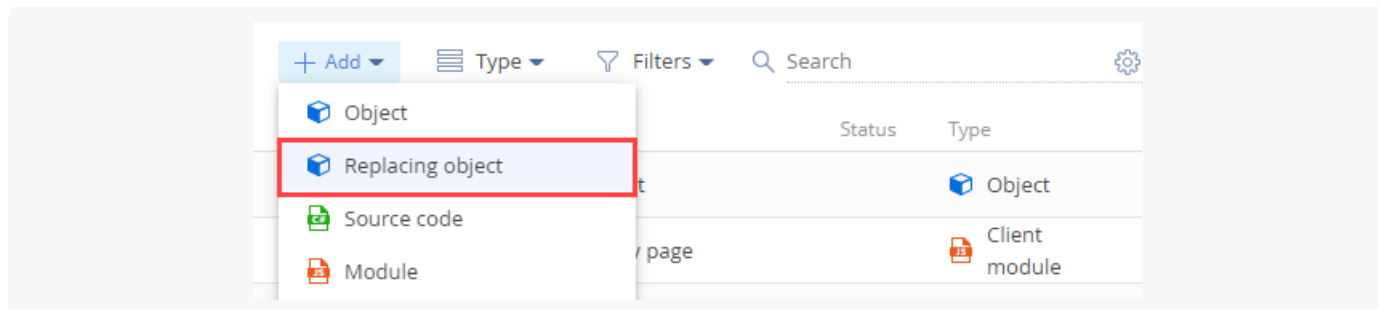 + Add Type Filters Search
Object
Status Type
Replacing object
t Object
Source code
y page Client
module
Module